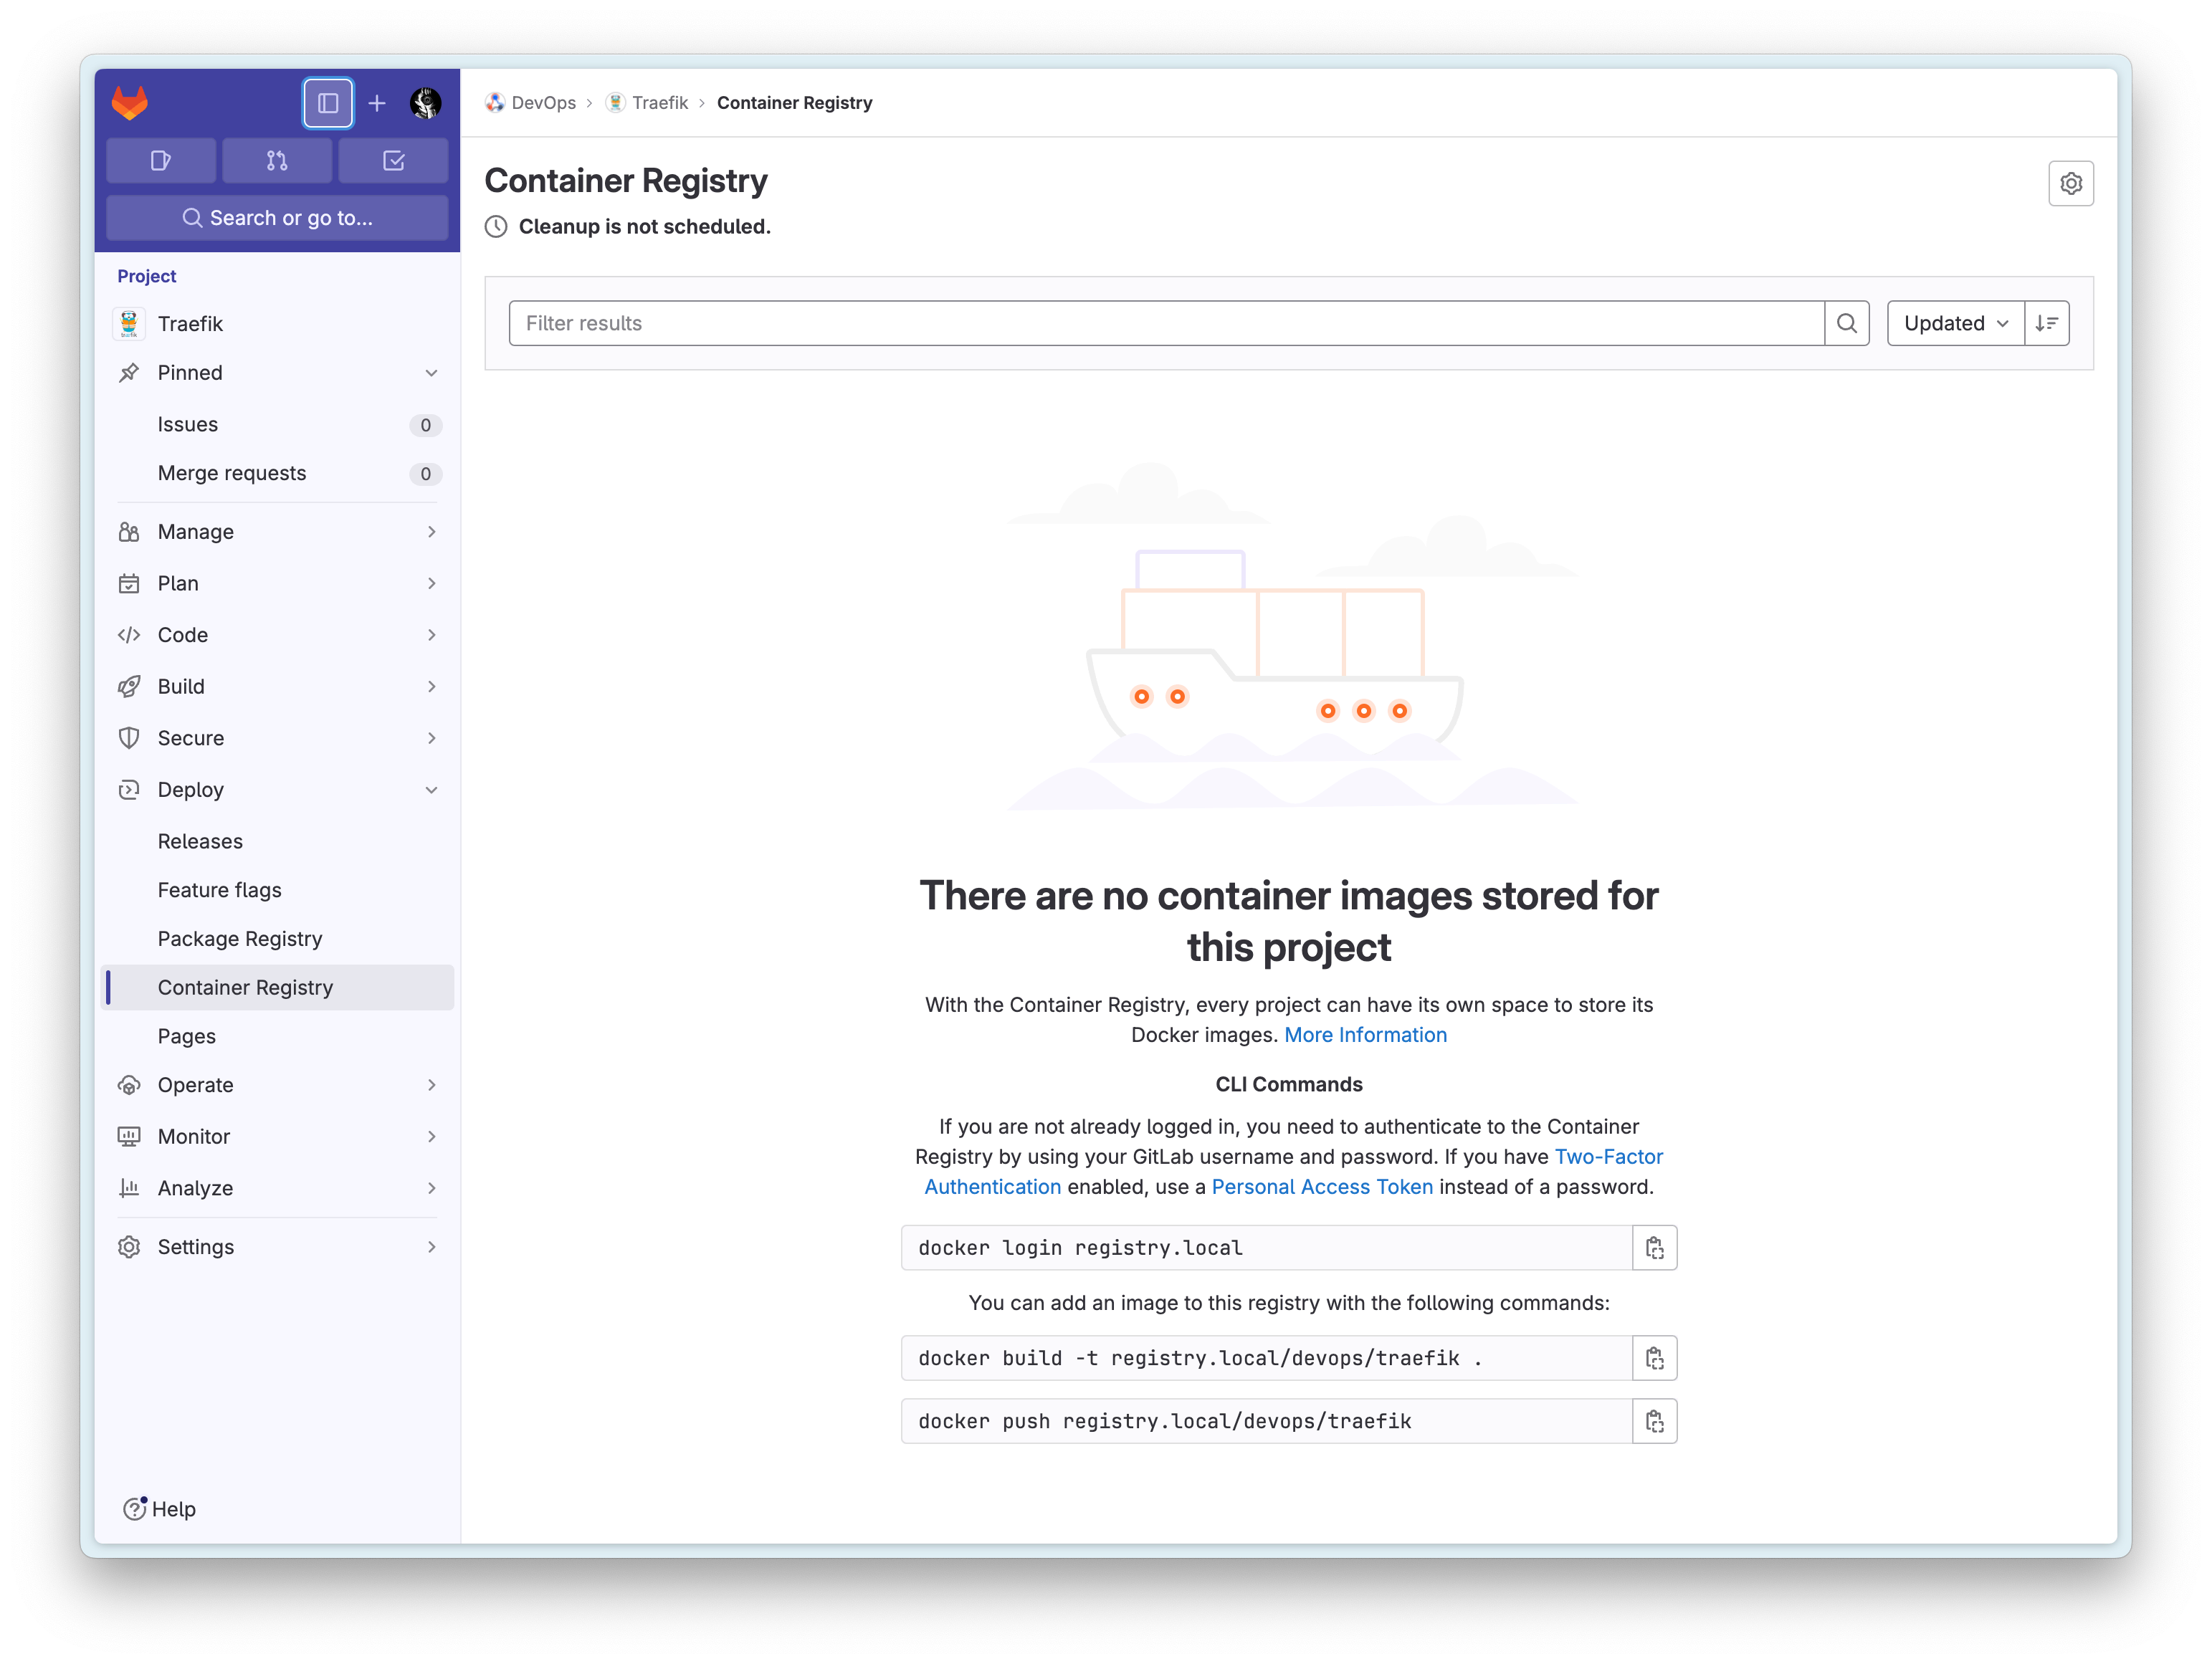 DevOps › Traefik › Container Registry
Search or go to...
Project
Traefik
Pinned
Issues 0
Merge requests 0
Manage
Plan
Code
Build
Secure
Deploy
Releases
Feature flags
Package Registry
Container Registry
Pages
Operate
Monitor
Analyze
Settings
Help
Container Registry
Cleanup is not scheduled.
Filter results
Updated
There are no container images stored for
this project
With the Container Registry, every project can have its own space to store its
Docker images. More Information
CLI Commands
If you are not already logged in, you need to authenticate to the Container
Registry by using your GitLab username and password. If you have Two-Factor
Authentication enabled, use a Personal Access Token instead of a password.
docker login registry.local
You can add an image to this registry with the following commands:
docker build -t registry.local/devops/traefik .
docker push registry.local/devops/traefik